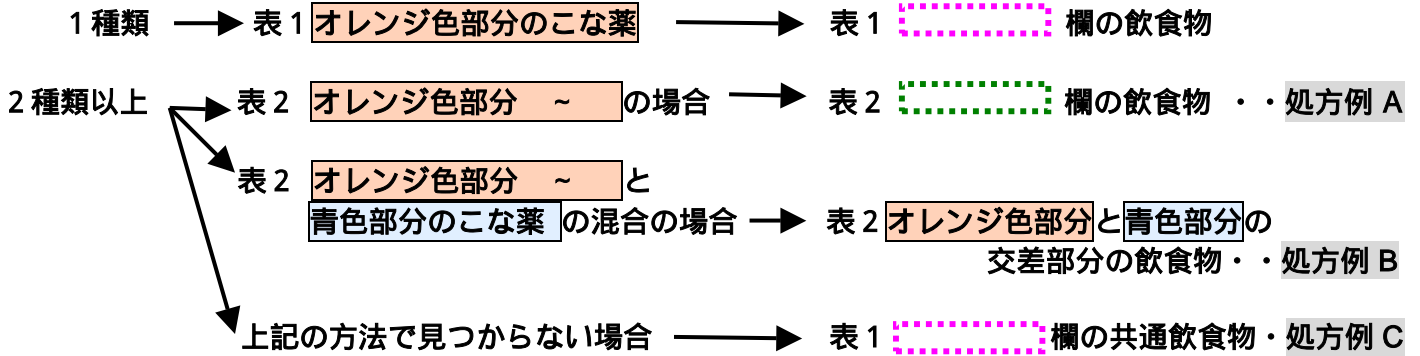 1種類 表1 オレンジ色部分のこな薬 表1 欄の飲食物
2種類以上 表2 オレンジ色部分 ~ の場合 表2 欄の飲食物 ・・処方例 A
表2 オレンジ色部分 ~ と
青色部分のこな薬 の混合の場合 表2 オレンジ色部分と青色部分の
交差部分の飲食物・・処方例 B
上記の方法で見つからない場合 表1 欄の共通飲食物・処方例 C